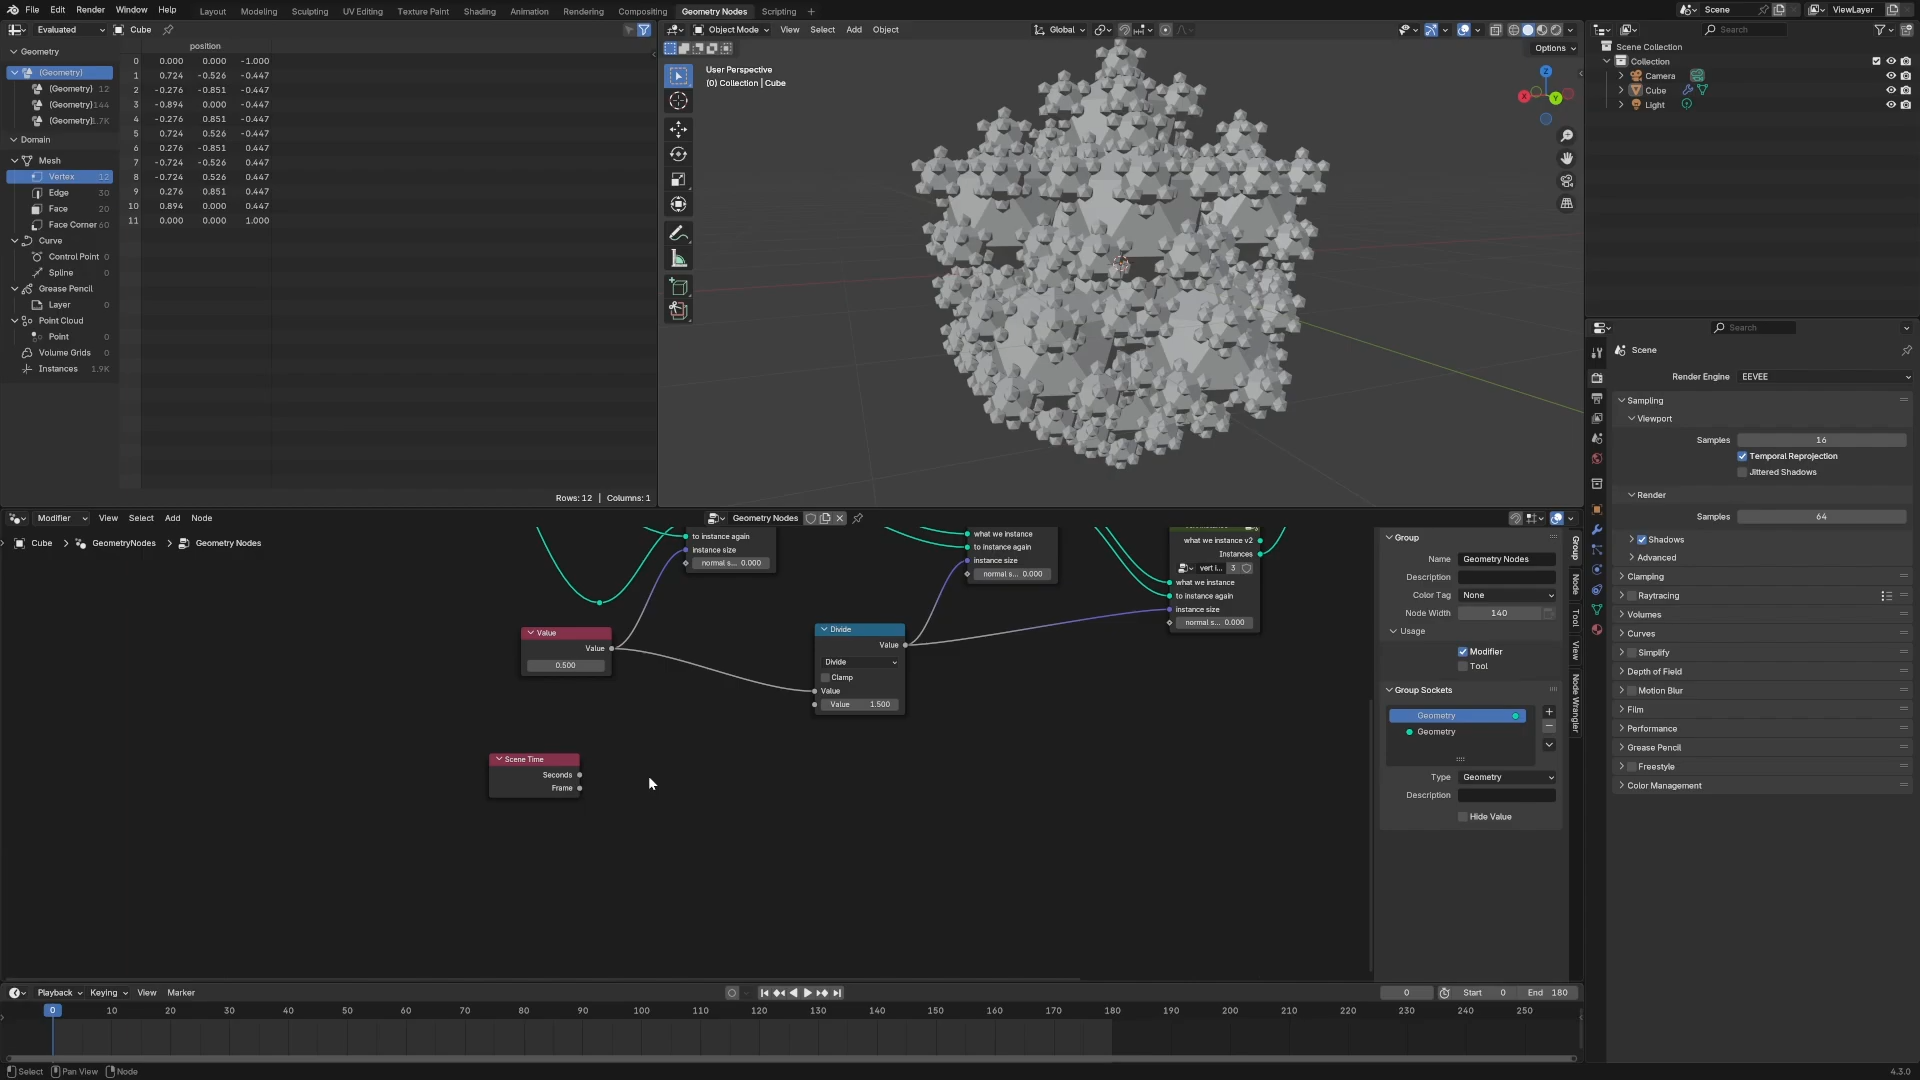 File Edit Render Window Help Layout Modeling Sculpting UV Editing Texture Paint Shading Animation Rendering Compositing Geometry Nodes Scripting + Scene ViewLayer
Evaluated Cube
Object Mode View Select Add Object Global
Search
Options
Geometry
position
(Geometry)
(Geometry) 12
(Geometry) 144
(Geometry) 1.7K
Domain
Mesh
Vertex 12
Edge 30
Face 20
Face Corner 60
Curve
Control Point 0
Spline 0
Grease Pencil
Layer 0
Point Cloud
Point 0
Volume Grids 0
Instances 1.9K
0 0.000 0.000 -1.000
1 0.724 -0.526 -0.447
2 -0.276 -0.851 -0.447
3 -0.894 0.000 -0.447
4 -0.276 0.851 -0.447
5 0.724 0.526 -0.447
6 0.276 -0.851 0.447
7 -0.724 -0.526 0.447
8 -0.724 0.526 0.447
9 0.276 0.851 0.447
10 0.894 0.000 0.447
11 0.000 0.000 1.000
Rows: 12 | Columns: 1
User Perspective
(0) Collection | Cube
Z
X
Y
Scene Collection
Collection
Camera
Cube
Light
Search
Scene
Render Engine EEVEE
Sampling
Viewport
Samples 16
Temporal Reprojection
Jittered Shadows
Render
Samples 64
Shadows
Advanced
Clamping
Raytracing
Volumes
Curves
Simplify
Depth of Field
Motion Blur
Film
Performance
Grease Pencil
Freestyle
Color Management
Modifier View Select Add Node Geometry Nodes
Cube > GeometryNodes > Geometry Nodes
to instance again
instance size
normal s... 0.000
what we instance
to instance again
instance size
normal s... 0.000
what we instance v2
Instances
vert i... 3
what we instance
to instance again
instance size
normal s... 0.000
Value
Value
0.500
Divide
Value
Divide
Clamp
Value
Value 1.500
Scene Time
Seconds
Frame
Group
Name Geometry Nodes
Description
Color Tag None
Node Width 140
Usage
Modifier
Tool
Group Sockets
Geometry
Geometry
Type Geometry
Description
Hide Value
Group
Node
Tool
View
Node Wrangler
Playback Keying View Marker 0 Start 0 End 180
0 10 20 30 40 50 60 70 80 90 100 110 120 130 140 150 160 170 180 190 200 210 220 230 240 250
Select Pan View Node 4.3.0